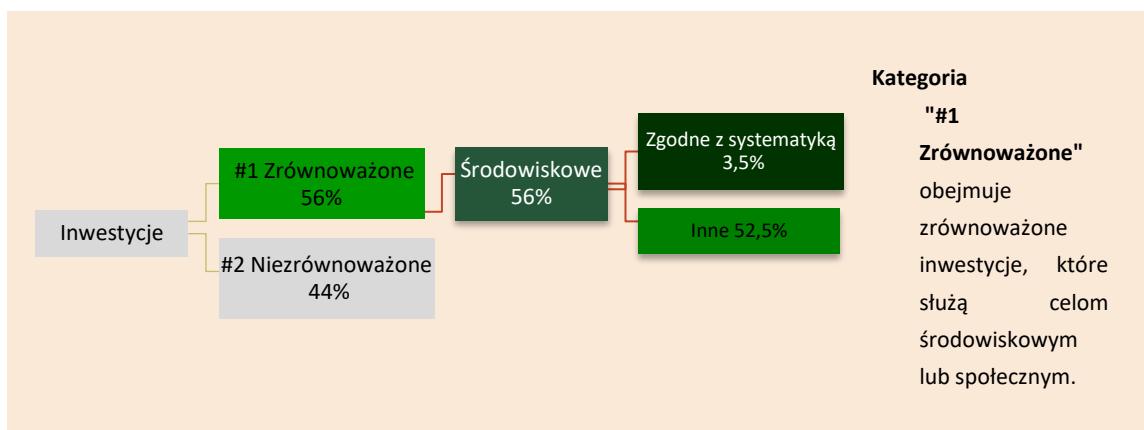 Inwestycje
#1 Zrównoważone
56%
#2 Niezrównoważone
44%
Środowiskowe
56%
Zgodne z systematyką
3,5%
Inne 52,5%
Kategoria
"#1
Zrównoważone"
obejmuje
zrównoważone
inwestycje, które
służą celom
środowiskowym
lub społecznym.